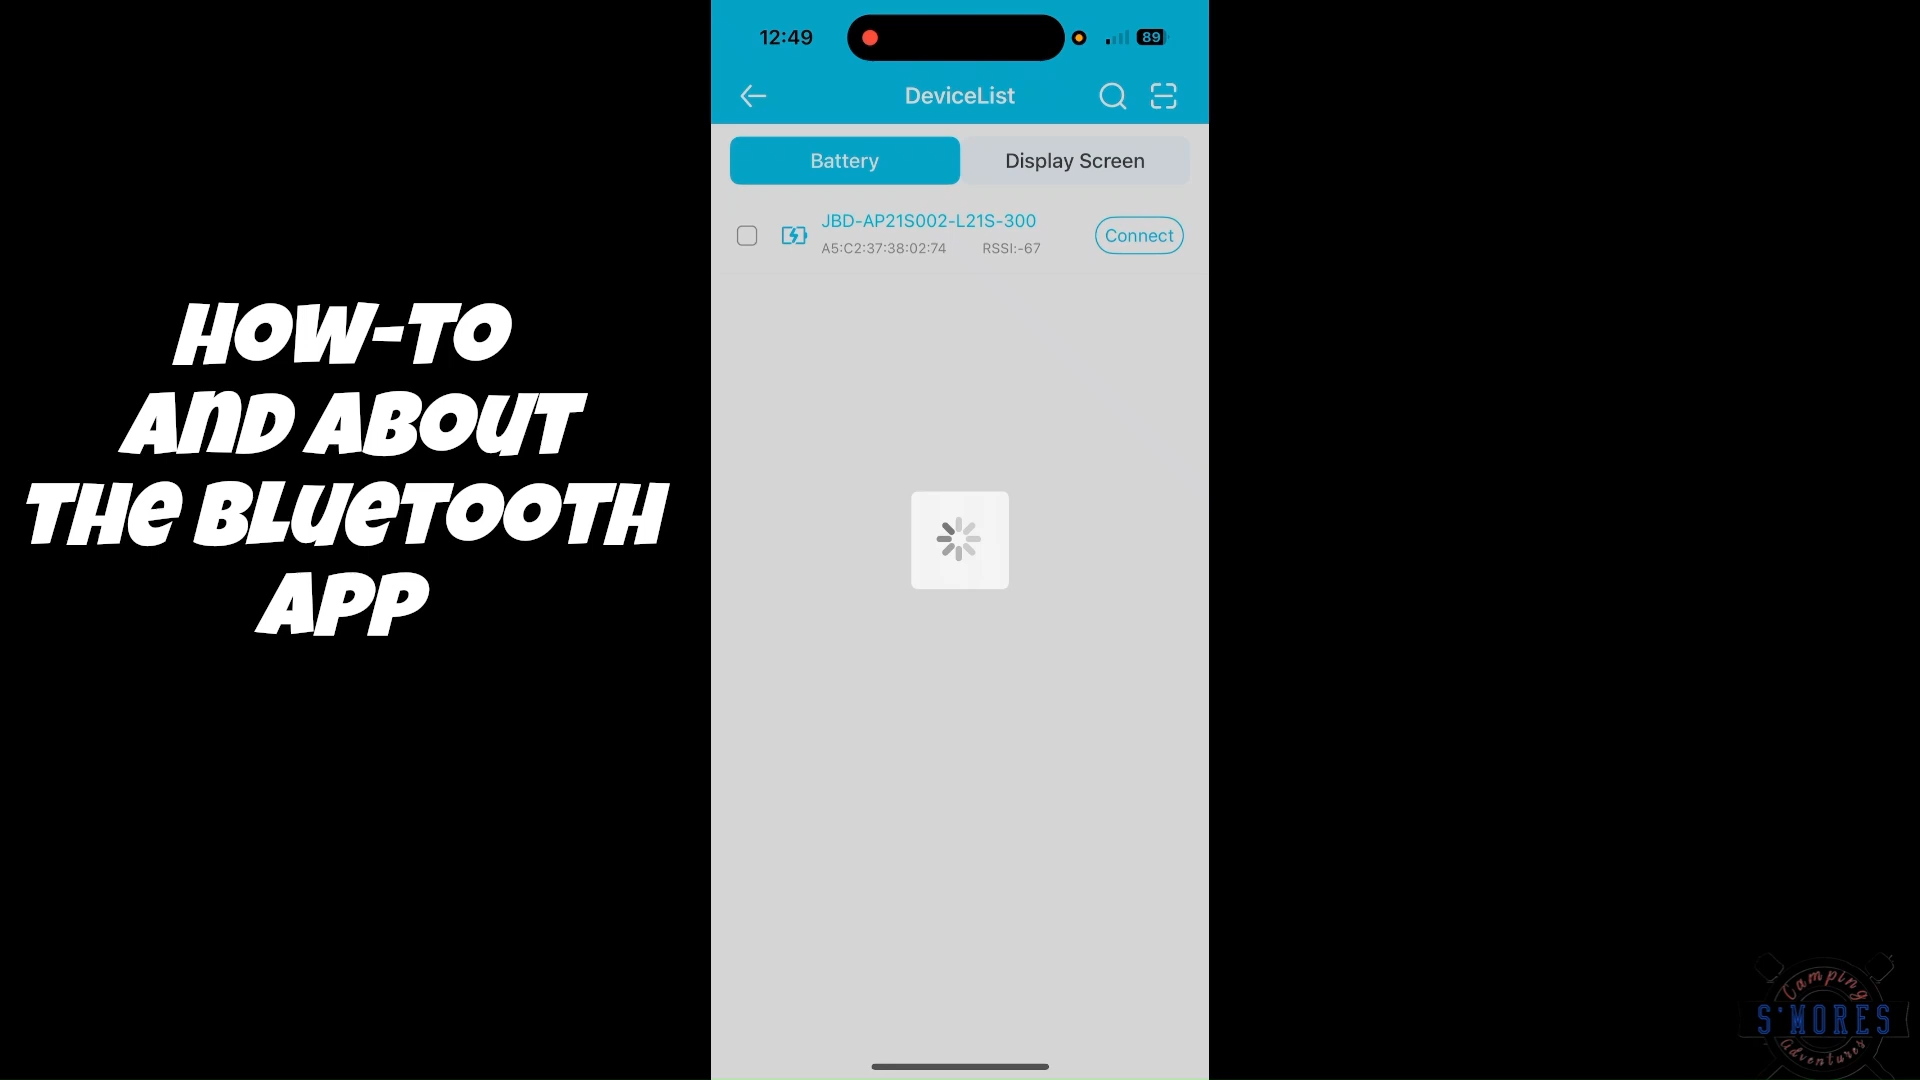 HOW-TO
AND ABOUT
THE BLUETOOTH
APP
12:49
89
DeviceList
Battery
Display Screen
JBD-AP21S002-L21S-300
A5:C2:37:38:02:74
RSSI:-67
Connect
Camping
S'MORES
Adventures